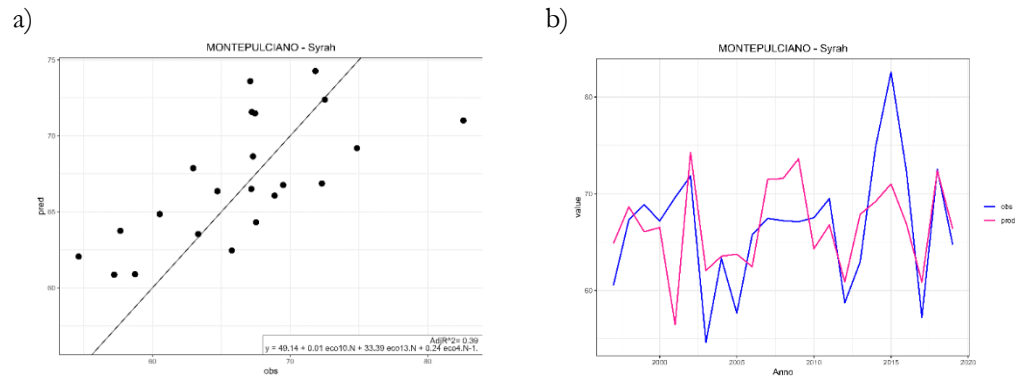 a)
b)
MONTEPULCIANO - Syrah
75
70
65
60
pred
60
70
80
obs
AdjR^2= 0.39
y = 49.14 + 0.01 eco10.N + 33.39 eco13.N + 0.24 eco4.N-1.
MONTEPULCIANO - Syrah
80
70
60
value
2000
2005
2010
2015
2020
Anno
obs
pred